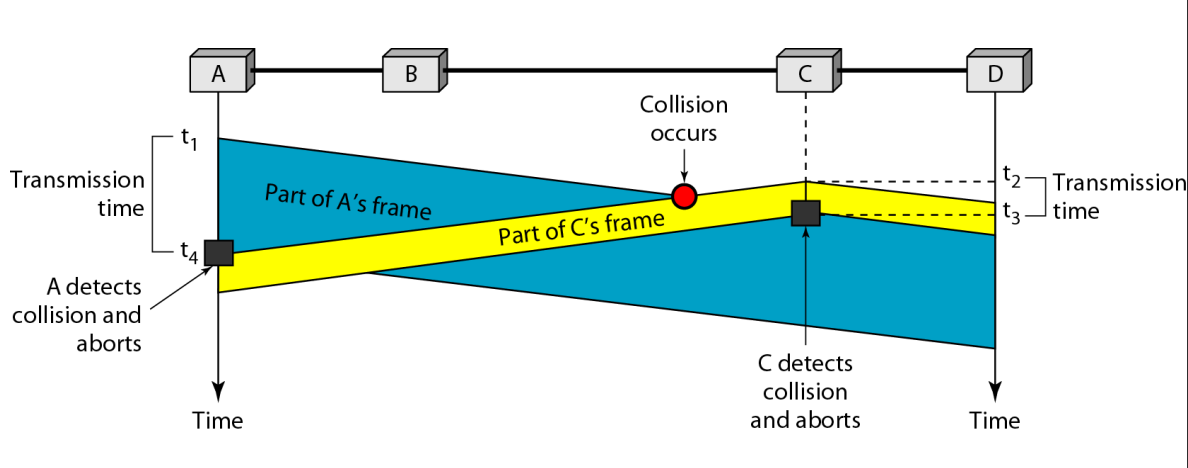 A
B
C
D
Collision
occurs
t1
Transmission
time
Part of A's frame
t2
Transmission
time
t3
Part of C's frame
t4
A detects
collision and
aborts
C detects
collision
and aborts
Time
Time